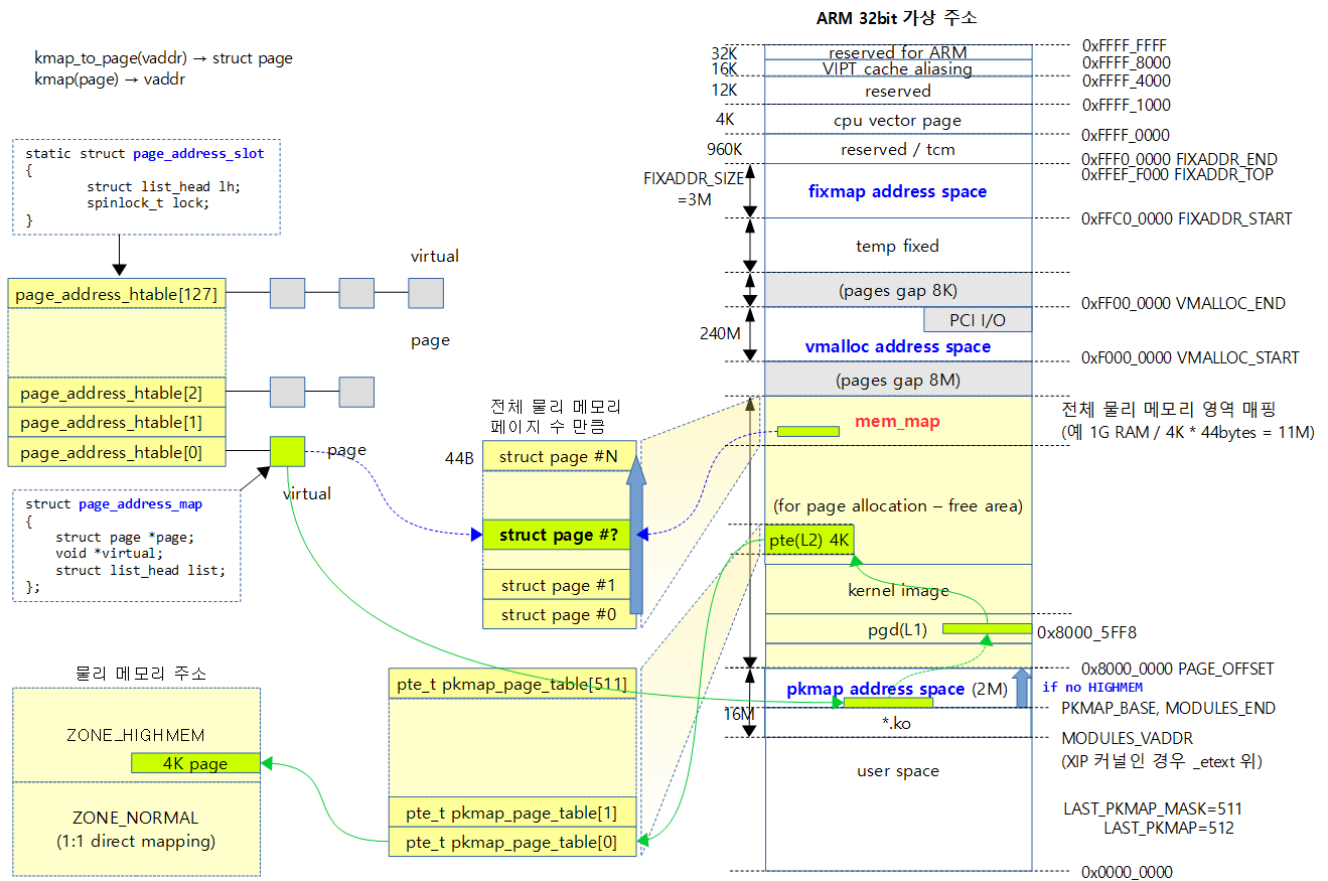 ARM 32bit 가상 주소
kmap_to_page(vaddr) → struct page
kmap(page) → vaddr
static struct page_address_slot
{
struct list_head lh;
spinlock_t lock;
}
virtual
page_address_htable[127]
page
page_address_htable[2]
page_address_htable[1]
page_address_htable[0]
page
virtual
struct page_address_map
{
struct page *page;
void *virtual;
struct list_head list;
};
물리 메모리 주소
ZONE_HIGHMEM
4K page
ZONE_NORMAL
(1:1 direct mapping)
전체 물리 메모리
페이지 수 만큼
44B
struct page #N
struct page #?
struct page #1
struct page #0
pte_t pkmap_page_table[511]
pte_t pkmap_page_table[1]
pte_t pkmap_page_table[0]
32K
16K
12K
4K
960K
FIXADDR_SIZE
=3M
240M
16M
reserved for ARM
VIPT cache aliasing
reserved
cpu vector page
reserved / tcm
fixmap address space
temp fixed
(pages gap 8K)
PCI I/O
vmalloc address space
(pages gap 8M)
mem_map
(for page allocation – free area)
pte(L2) 4K
kernel image
pgd(L1)
pkmap address space (2M)
*.ko
user space
0xFFFF_FFFF
0xFFFF_8000
0xFFFF_4000
0xFFFF_1000
0xFFFF_0000
0xFFF0_0000 FIXADDR_END
0xFFEF_F000 FIXADDR_TOP
0xFFC0_0000 FIXADDR_START
0xFF00_0000 VMALLOC_END
0xF000_0000 VMALLOC_START
전체 물리 메모리 영역 매핑
(예 1G RAM / 4K * 44bytes = 11M)
0x8000_5FF8
0x8000_0000 PAGE_OFFSET
if no HIGHMEM
PKMAP_BASE, MODULES_END
MODULES_VADDR
(XIP 커널인 경우 _etext 위)
LAST_PKMAP_MASK=511
LAST_PKMAP=512
0x0000_0000